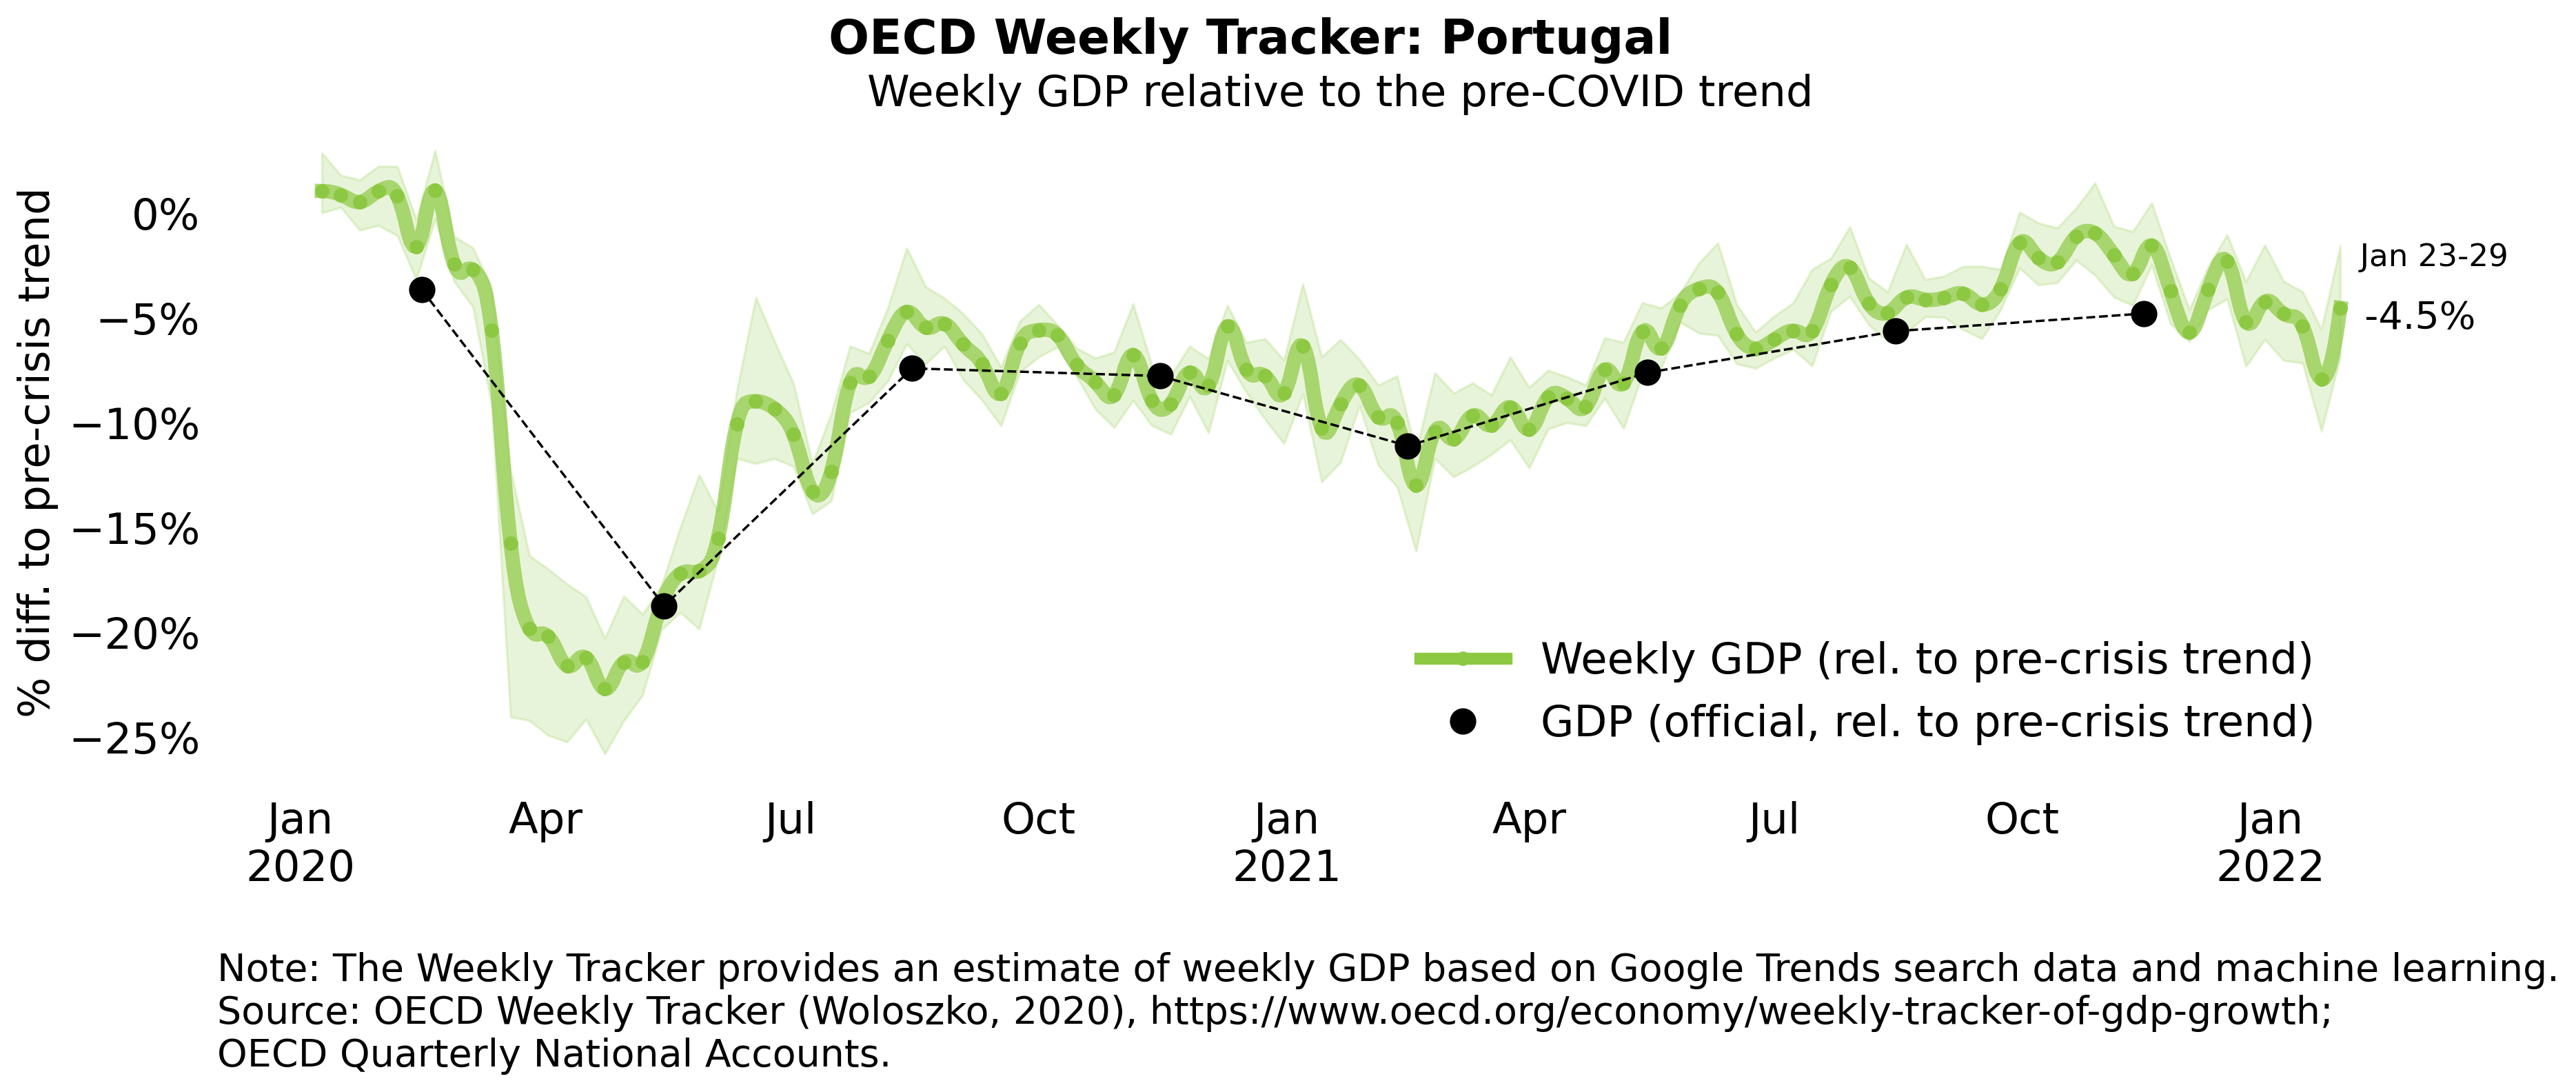 OECD Weekly Tracker: Portugal
Weekly GDP relative to the pre-COVID trend
% diff. to pre-crisis trend
0%
−5%
−10%
−15%
−20%
−25%
Jan 23-29
-4.5%
Weekly GDP (rel. to pre-crisis trend)
GDP (official, rel. to pre-crisis trend)
Jan Apr Jul Oct Jan Apr Jul Oct Jan
2020 2021 2022
Note: The Weekly Tracker provides an estimate of weekly GDP based on Google Trends search data and machine learning.
Source: OECD Weekly Tracker (Woloszko, 2020), https://www.oecd.org/economy/weekly-tracker-of-gdp-growth;
OECD Quarterly National Accounts.